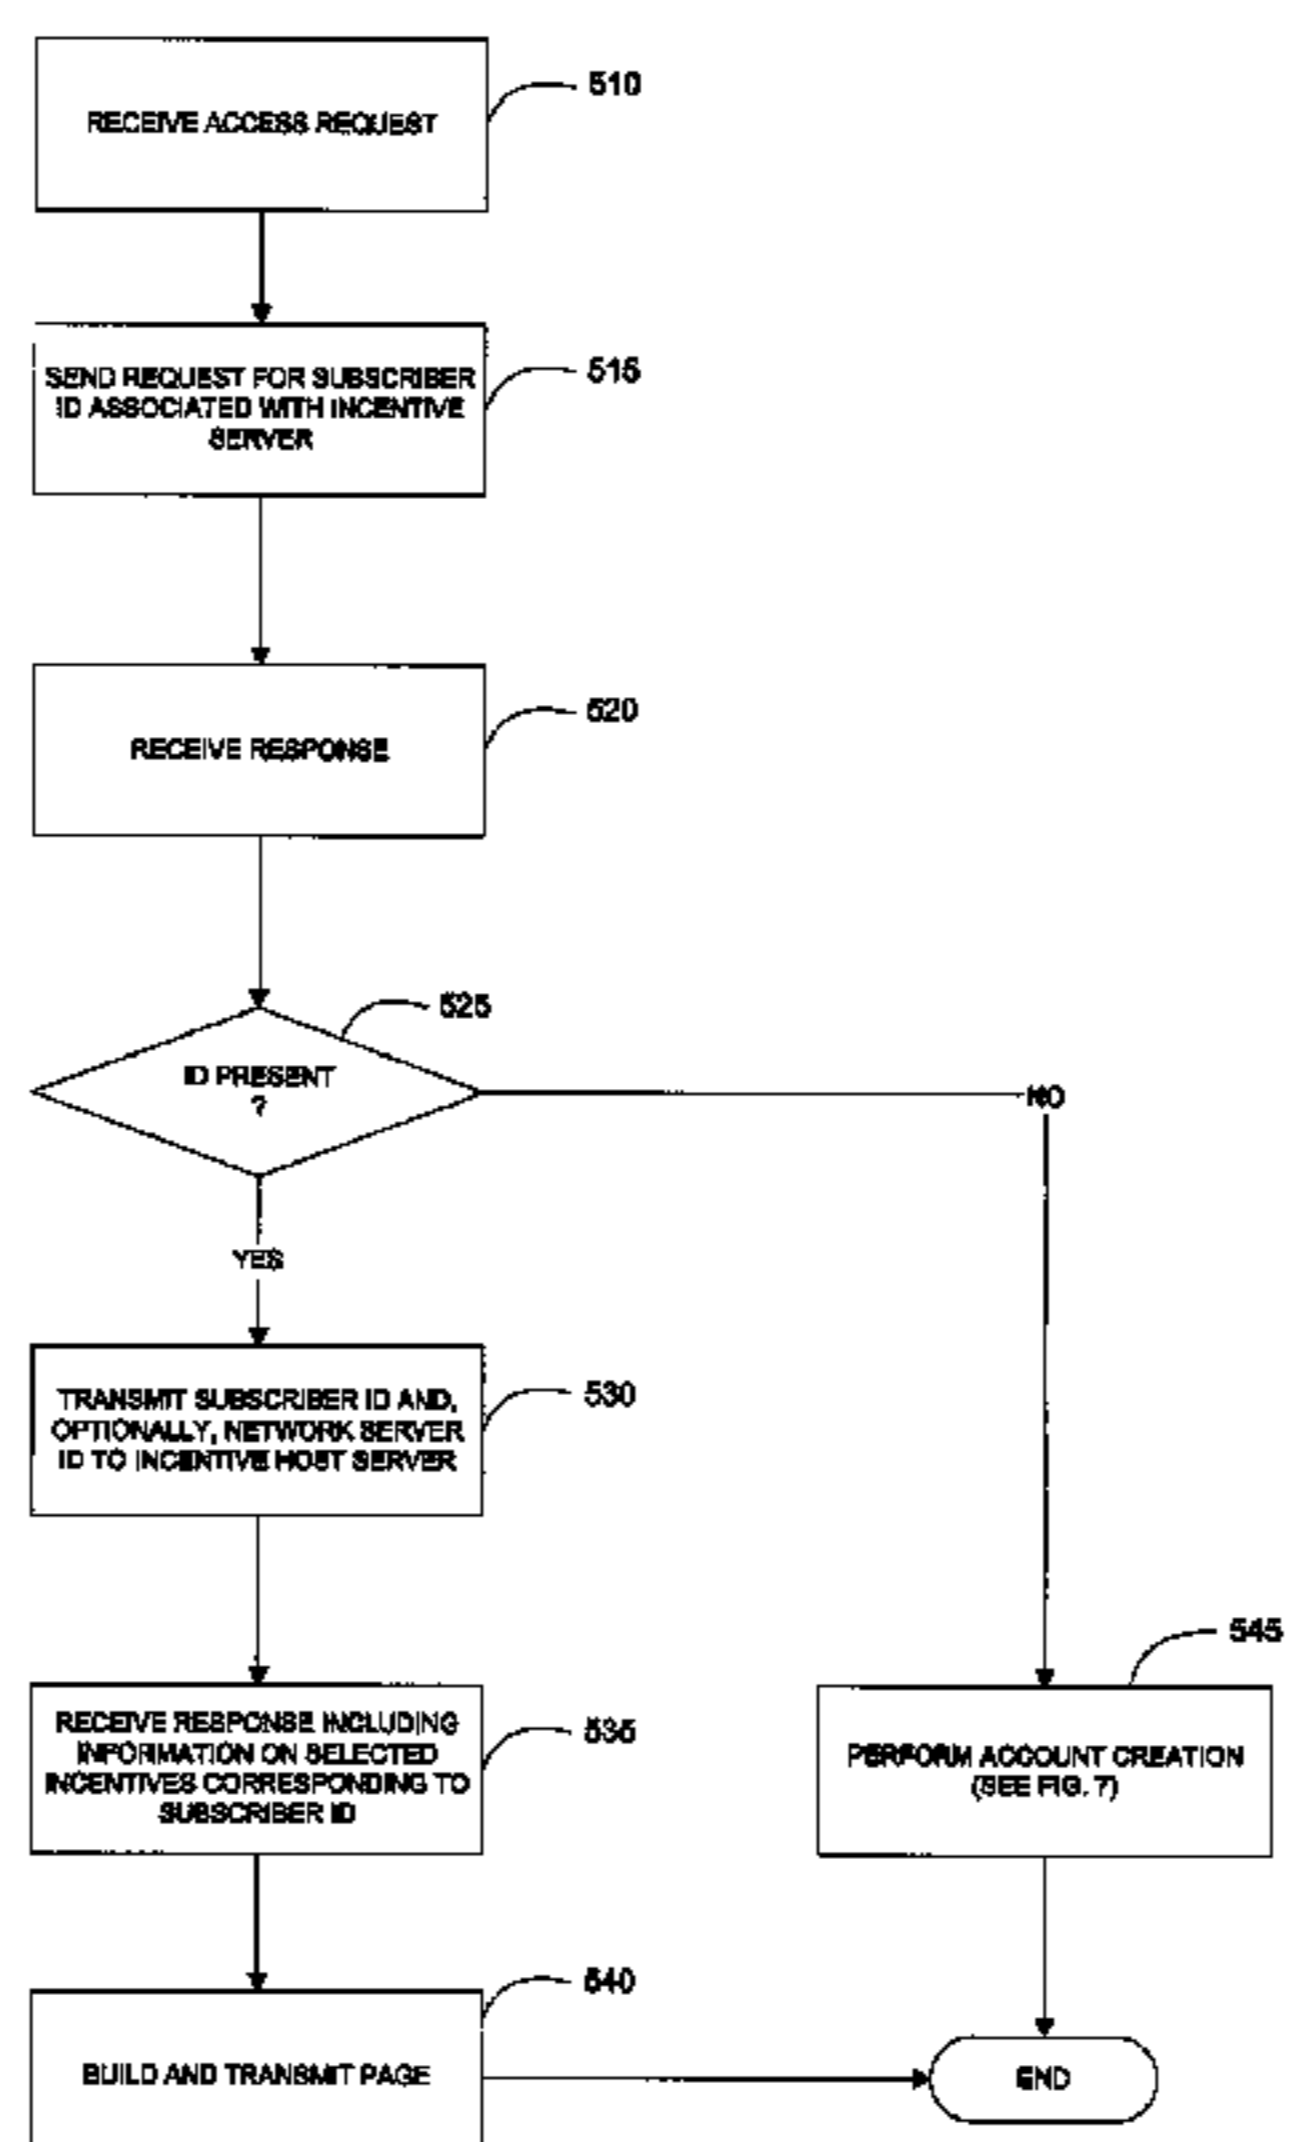 RECEIVE ACCESS REQUEST
510
SEND REQUEST FOR SUBSCRIBER
ID ASSOCIATED WITH INCENTIVE
SERVER
515
RECEIVE RESPONSE
520
ID PRESENT
?
525
NO
YES
TRANSMIT SUBSCRIBER ID AND,
OPTIONALLY, NETWORK SERVER
ID TO INCENTIVE HOST SERVER
530
RECEIVE RESPONSE INCLUDING
INFORMATION ON SELECTED
INCENTIVES CORRESPONDING TO
SUBSCRIBER ID
535
PERFORM ACCOUNT CREATION
(SEE FIG. 7)
545
BUILD AND TRANSMIT PAGE
540
END